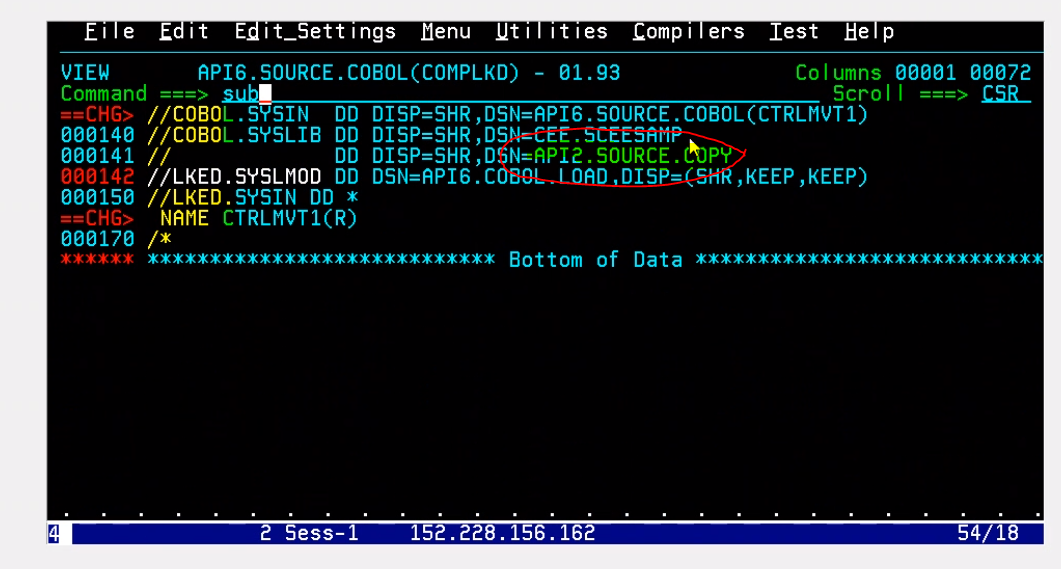 File Edit Edit_Settings Menu Utilities Compilers Test Help
VIEW API6.SOURCE.COBOL(COMPLKD) - 01.93 Columns 00001 00072
Command ===> sub Scroll ===> CSR
==CHG> //COBOL.SYSIN DD DISP=SHR,DSN=API6.SOURCE.COBOL(CTRLMVT1)
000140 //COBOL.SYSLIB DD DISP=SHR,DSN=CEE.SCEESAMP
000141 // DD DISP=SHR,DSN=API2.SOURCE.COPY
000142 //LKED.SYSLMOD DD DSN=API6.COBOL.LOAD,DISP=(SHR,KEEP,KEEP)
000150 //LKED.SYSIN DD *
==CHG> NAME CTRLMVT1(R)
000170 /*
****** **************************** Bottom of Data ****************************
4 2 Sess-1 152.228.156.162 54/18